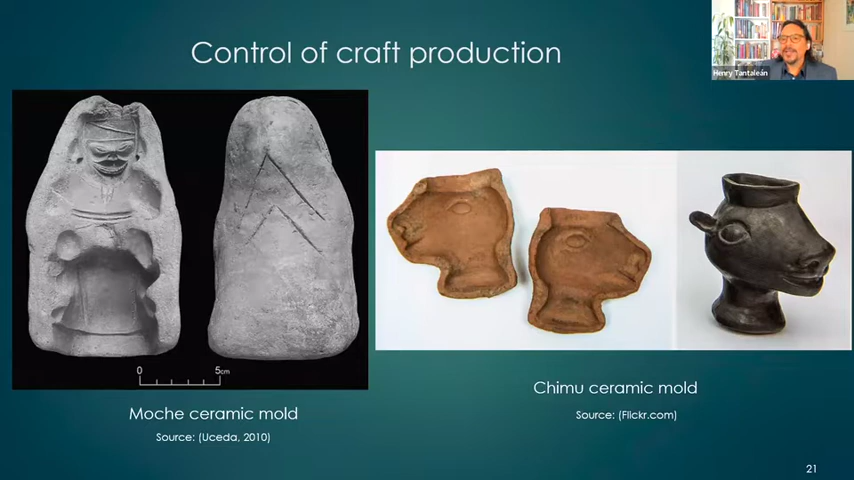 Control of craft production
Henry Tantaleán
0 5cm
Moche ceramic mold
Source: (Uceda, 2010)
Chimu ceramic mold
Source: (Flickr.com)
21